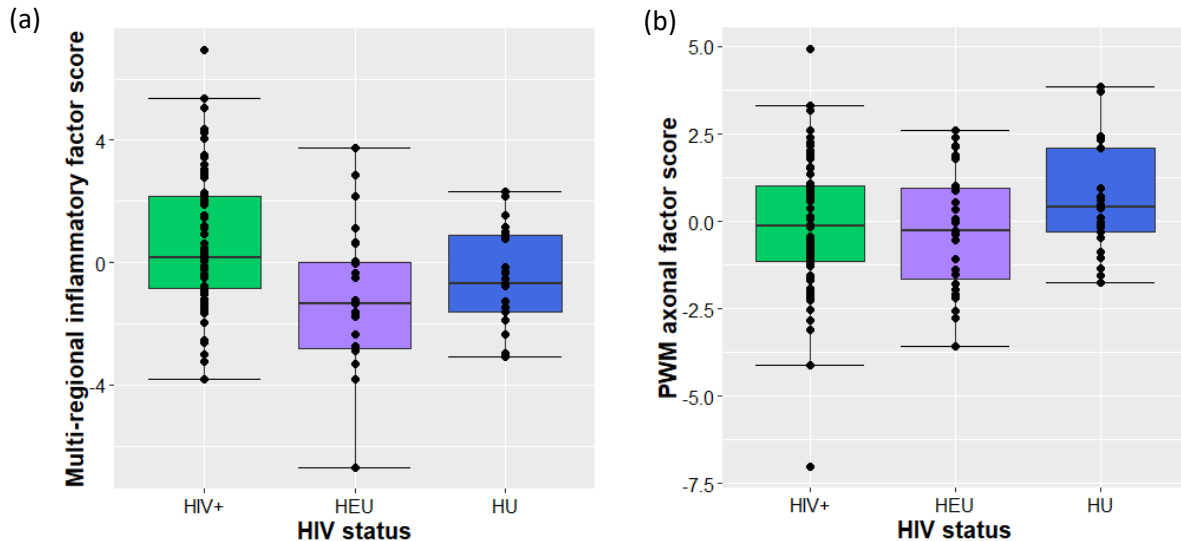 (a)
Multi-regional inflammatory factor score
4
0
-4
HIV+ HEU HU
HIV status
(b)
PWM axonal factor score
5.0
2.5
0.0
-2.5
-5.0
-7.5
HIV+ HEU HU
HIV status